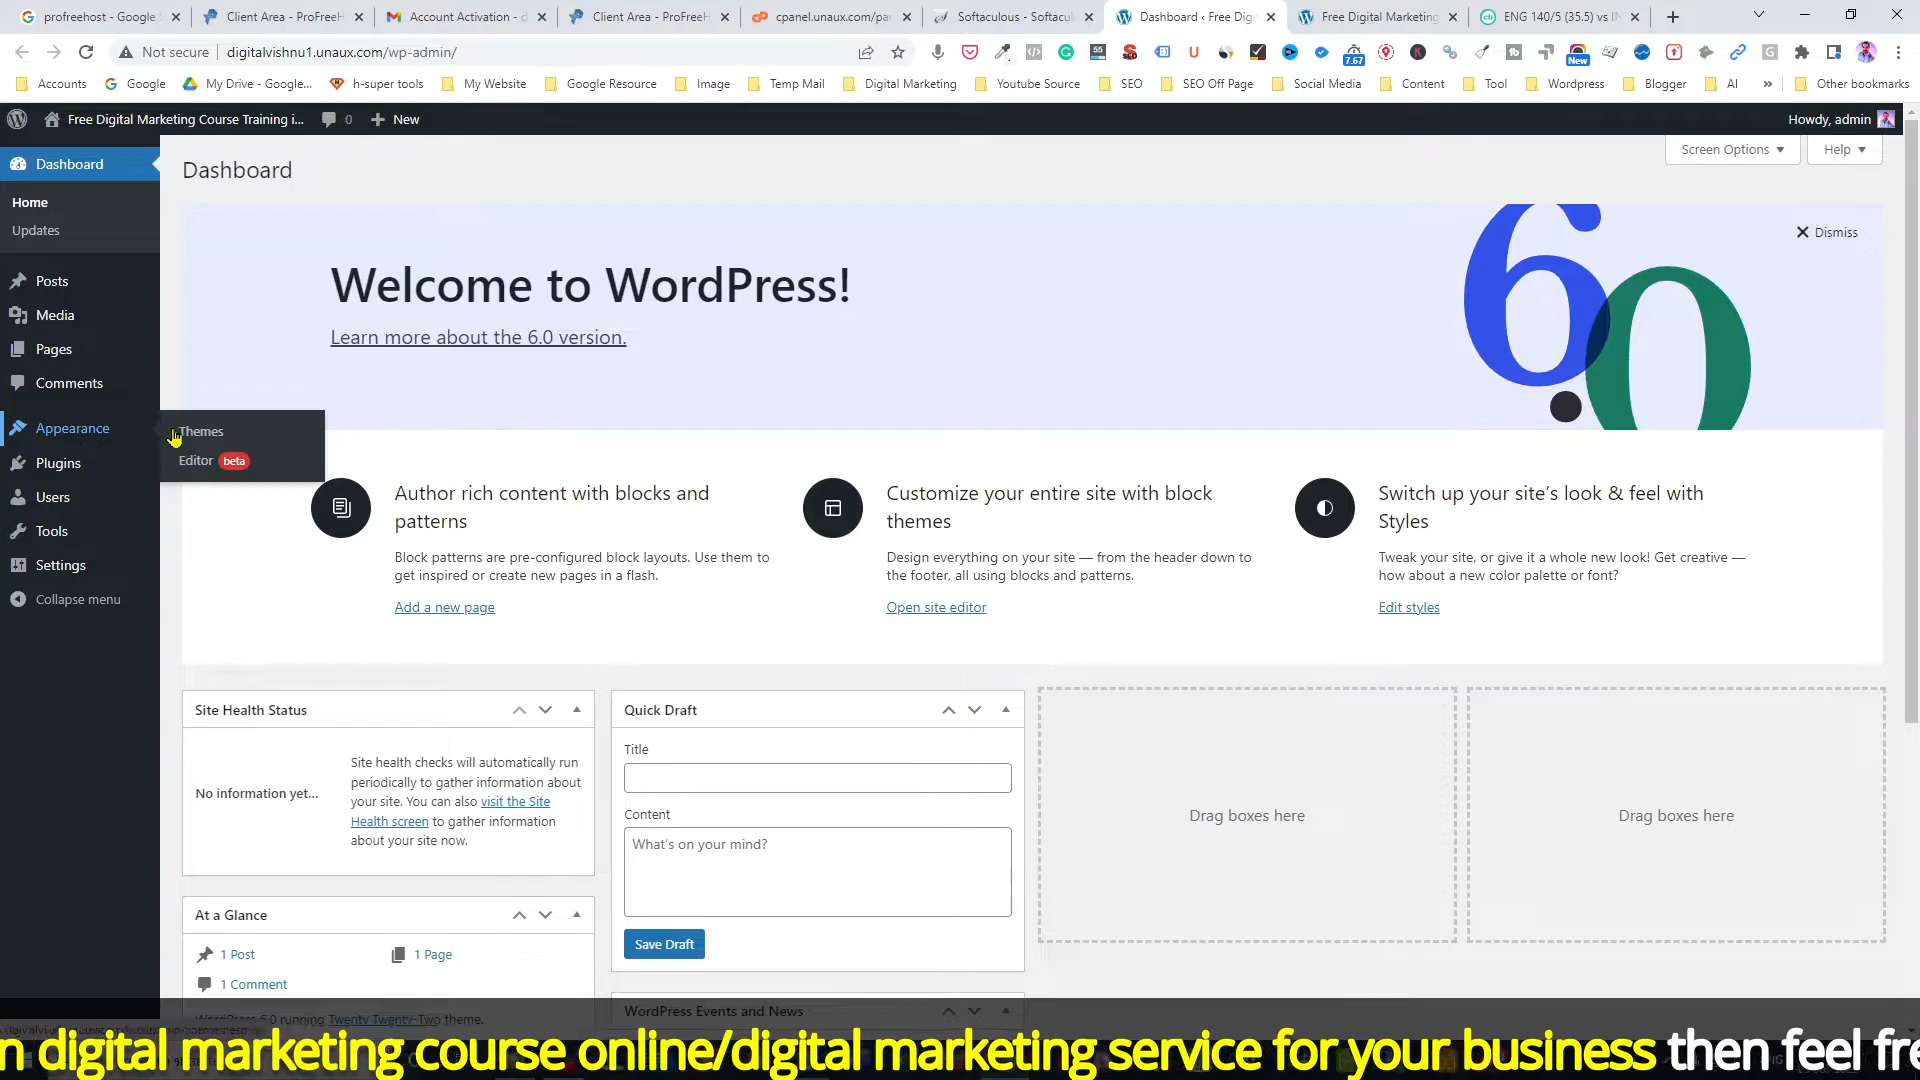 profreehost - Google
Client Area - ProFreeH
Account Activation - d
Client Area - ProFreeH
cpanel.unaux.com/pa
Softaculous - Softacul
Dashboard ‹ Free Dig
Free Digital Marketing
ENG 140/5 (35.5) vs I
Not secure
digitalvishnu1.unaux.com/wp-admin/
7.67
New
Accounts
Google
My Drive - Google...
h-super tools
My Website
Google Resource
Image
Temp Mail
Digital Marketing
Youtube Source
SEO
SEO Off Page
Social Media
Content
Tool
Wordpress
Blogger
AI
Other bookmarks
Free Digital Marketing Course Training i...
0
New
Howdy, admin
Dashboard
Home
Updates
Posts
Media
Pages
Comments
Appearance
Themes
Editor beta
Plugins
Users
Tools
Settings
Collapse menu
Dashboard
Screen Options
Help
Welcome to WordPress!
Learn more about the 6.0 version.
6.0
Dismiss
Author rich content with blocks and
patterns
Block patterns are pre-configured block layouts. Use them to
get inspired or create new pages in a flash.
Add a new page
Customize your entire site with block
themes
Design everything on your site — from the header down to
the footer, all using blocks and patterns.
Open site editor
Switch up your site's look & feel with
Styles
Tweak your site, or give it a whole new look! Get creative —
how about a new color palette or font?
Edit styles
Site Health Status
No information yet...
Site health checks will automatically run
periodically to gather information about
your site. You can also visit the Site
Health screen to gather information
about your site now.
At a Glance
1 Post
1 Page
1 Comment
WordPress 6.0 running Twenty Twenty-Two theme.
Quick Draft
Title
Content
What's on your mind?
Save Draft
WordPress Events and News
Drag boxes here
Drag boxes here
n digital marketing course online/digital marketing service for your business then feel fre